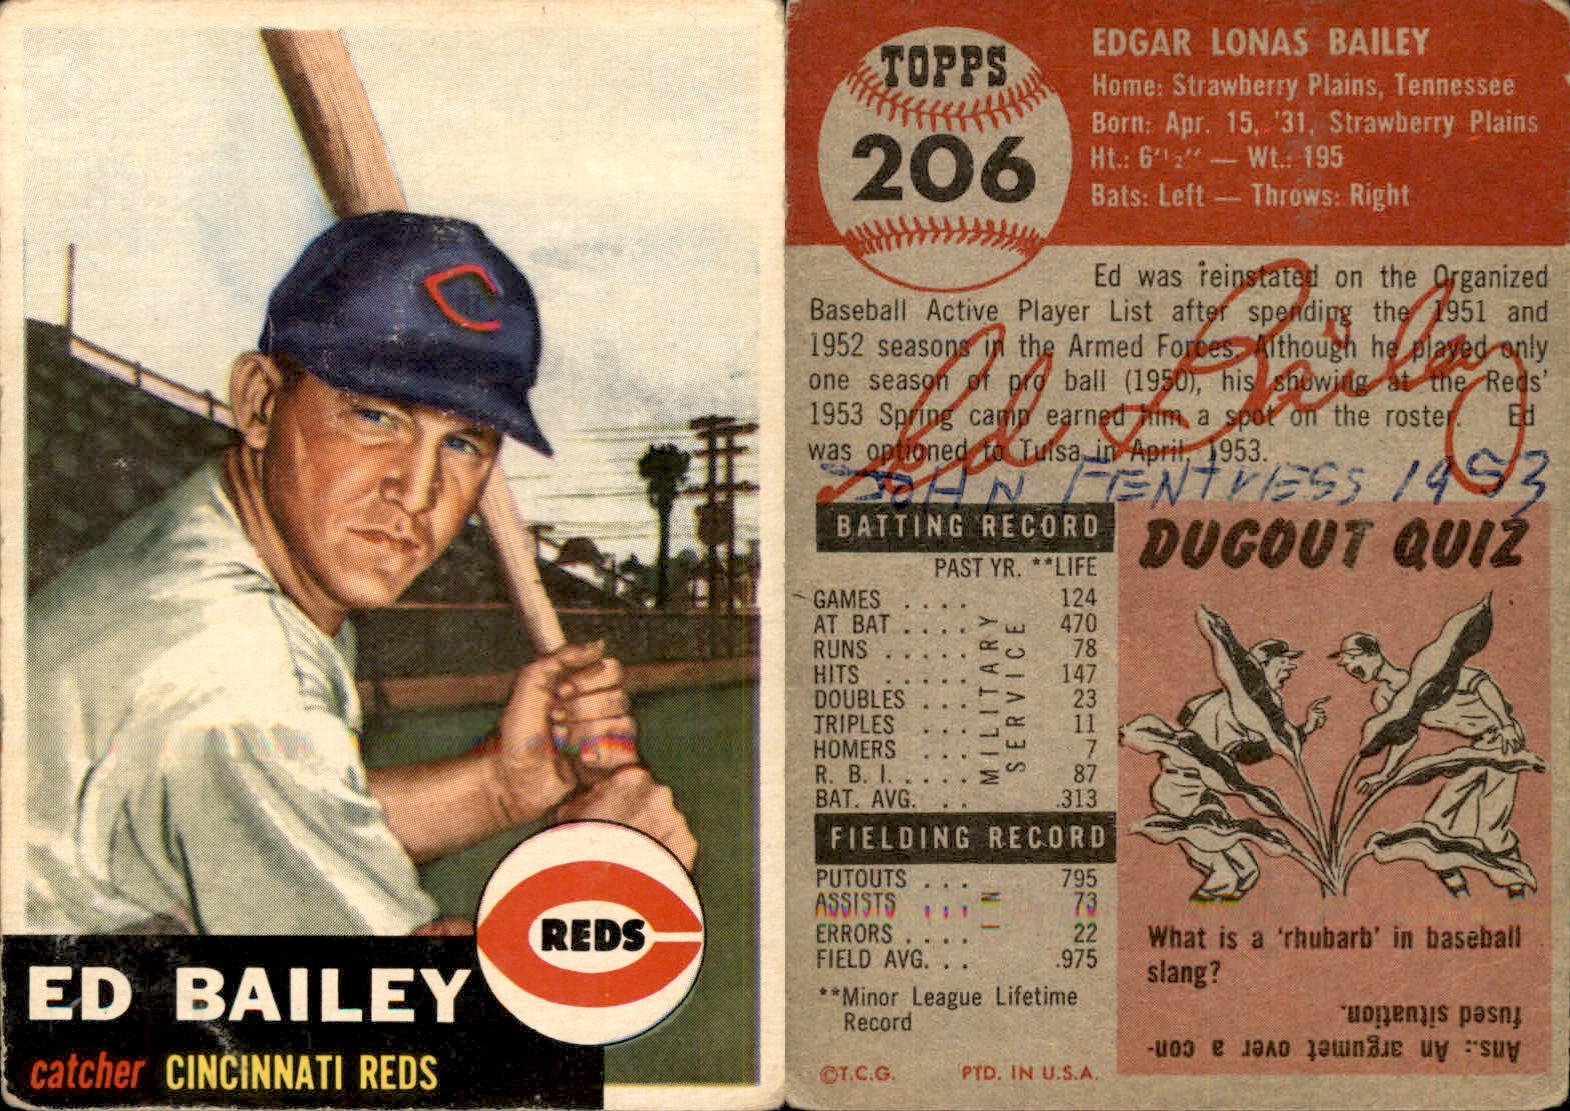 C
REDS
ED BAILEY
catcher CINCINNATI REDS
TOPPS
206
EDGAR LONAS BAILEY
Home: Strawberry Plains, Tennessee
Born: Apr. 15, '31, Strawberry Plains
Ht.: 6'½" — Wt.: 195
Bats: Left — Throws: Right
Ed was reinstated on the Organized
Baseball Active Player List after spending the 1951 and
1952 seasons in the Armed Forces. Although he played only
one season of pro ball (1950), his showing at the Reds'
1953 Spring camp earned him a spot on the roster. Ed
was optioned to Tulsa in April, 1953.
Ed Bailey
JOHN FENTRESS 1953
BATTING RECORD
PAST YR. **LIFE
GAMES . . . . 124
AT BAT . . . . 470
RUNS . . . . . 78
HITS . . . . . 147
DOUBLES . . . 23
TRIPLES . . . . 11
HOMERS . . . . 7
R. B. I. . . . . . 87
BAT. AVG. . . . .313
MILITARY
SERVICE
FIELDING RECORD
PUTOUTS . . . 795
ASSISTS . . . 73
ERRORS . . . . 22
FIELD AVG. . . .975
IN
**Minor League Lifetime
Record
©T.C.G. PTD. IN U.S.A.
DUGOUT QUIZ
What is a 'rhubarb' in baseball
slang?
Ans.: An argumet over a con-
fused situation.